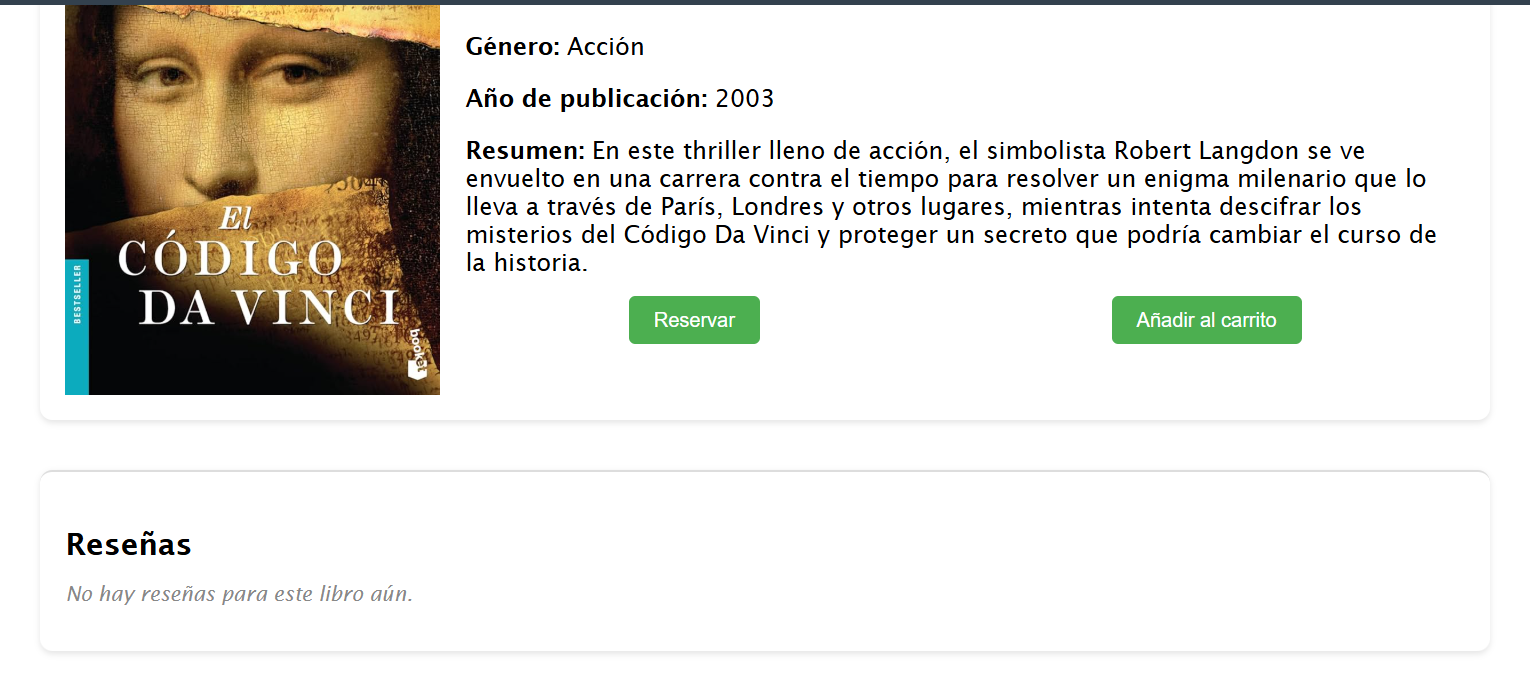 Género: Acción
Año de publicación: 2003
Resumen: En este thriller lleno de acción, el simbolista Robert Langdon se ve
envuelto en una carrera contra el tiempo para resolver un enigma milenario que lo
lleva a través de París, Londres y otros lugares, mientras intenta descifrar los
misterios del Código Da Vinci y proteger un secreto que podría cambiar el curso de
la historia.
El
CÓDIGO
DA VINCI
BESTSELLER
booket
Reservar
Añadir al carrito
Reseñas
No hay reseñas para este libro aún.